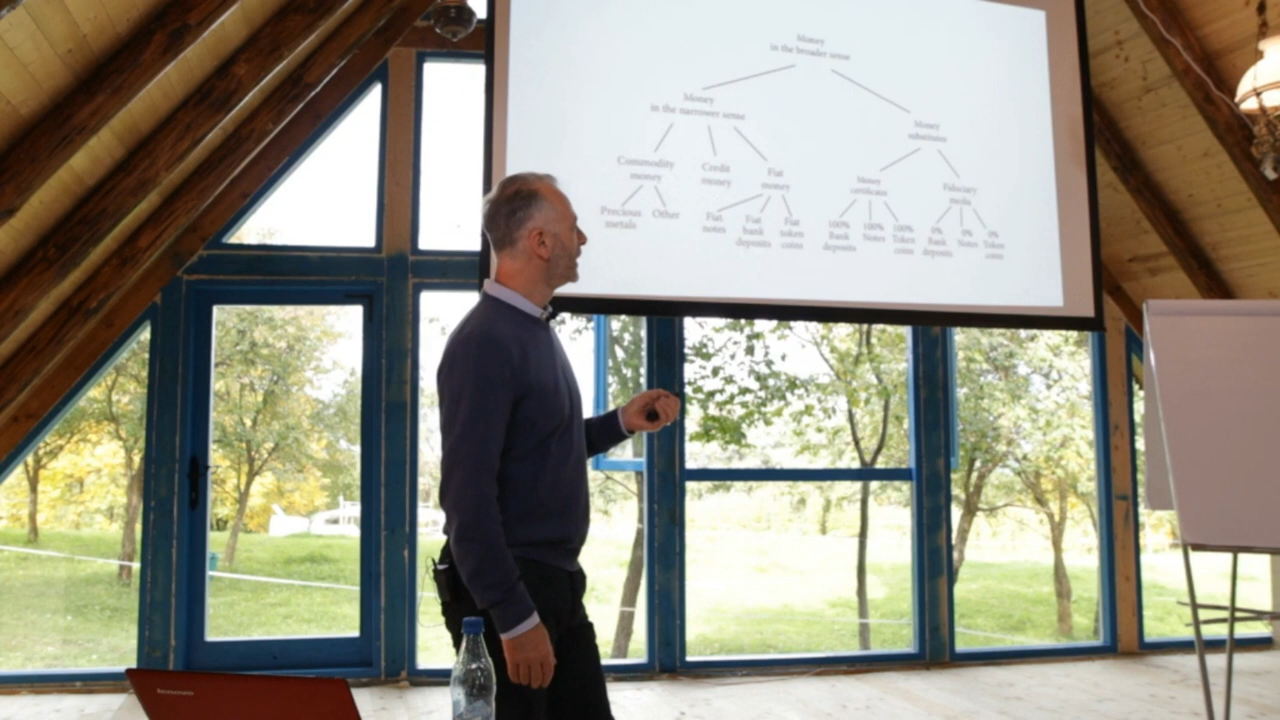 Money
in the broader sense
Money
in the narrower sense
Money
substitutes
Commodity
money
Credit
money
Fiat
money
Money
certificates
Fiduciary
media
Precious
metals
Other
Fiat
notes
Fiat
bank
deposits
Fiat
token
coins
100%
Bank
deposits
100%
Notes
100%
Token
coins
0%
Bank
deposits
0%
Notes
0%
Token
coins
lenovo